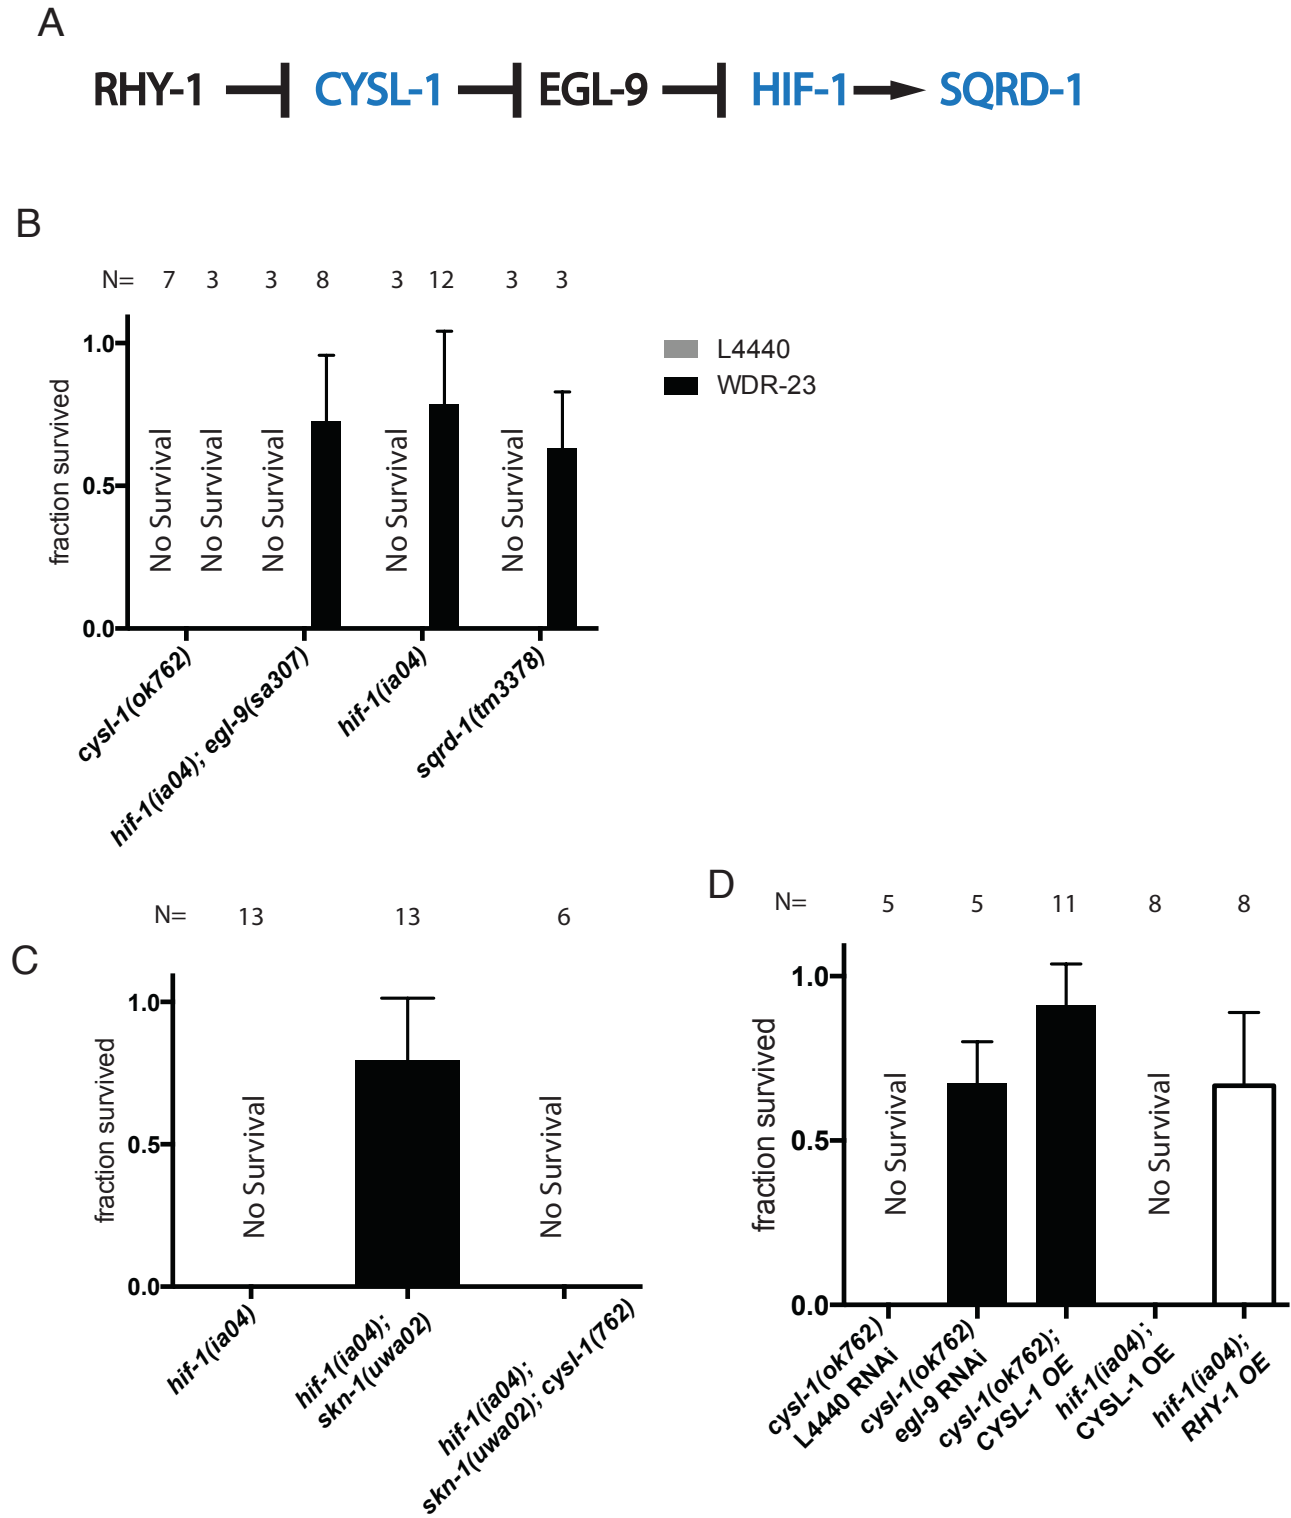 A
RHY-1 CYSL-1 EGL-9 HIF-1 SQRD-1
B
N= 7 3 3 8 3 12 3 3
1.0
0.5
0.0
fraction survived
No Survival
No Survival
No Survival
No Survival
No Survival
L4440
WDR-23
cysl-1(ok762)
hif-1(ia04); egl-9(sa307)
hif-1(ia04)
sqrd-1(tm3378)
C
N= 13 13 6
1.0
0.5
0.0
fraction survived
No Survival
No Survival
hif-1(ia04)
hif-1(ia04);
skn-1(uwa02)
hif-1(ia04);
skn-1(uwa02); cysl-1(762)
D
N= 5 5 11 8 8
1.0
0.5
0.0
fraction survived
No Survival
No Survival
cysl-1(ok762)
L4440 RNAi
cysl-1(ok762)
egl-9 RNAi
cysl-1(ok762);
CYSL-1 OE
hif-1(ia04);
CYSL-1 OE
hif-1(ia04);
RHY-1 OE